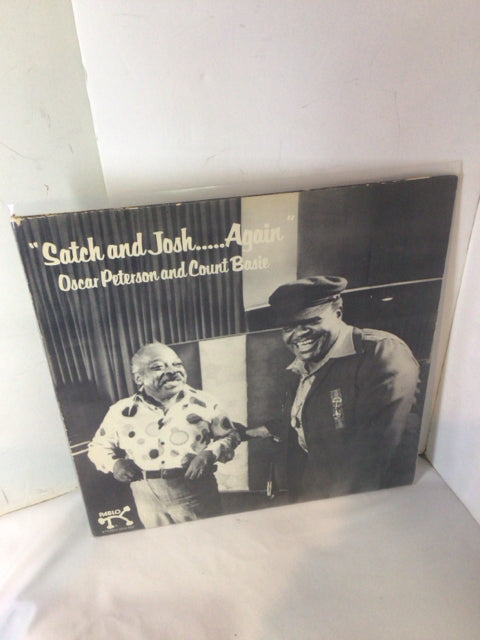 "Satch and Josh.....Again"
Oscar Peterson and Count Basie
PABLO